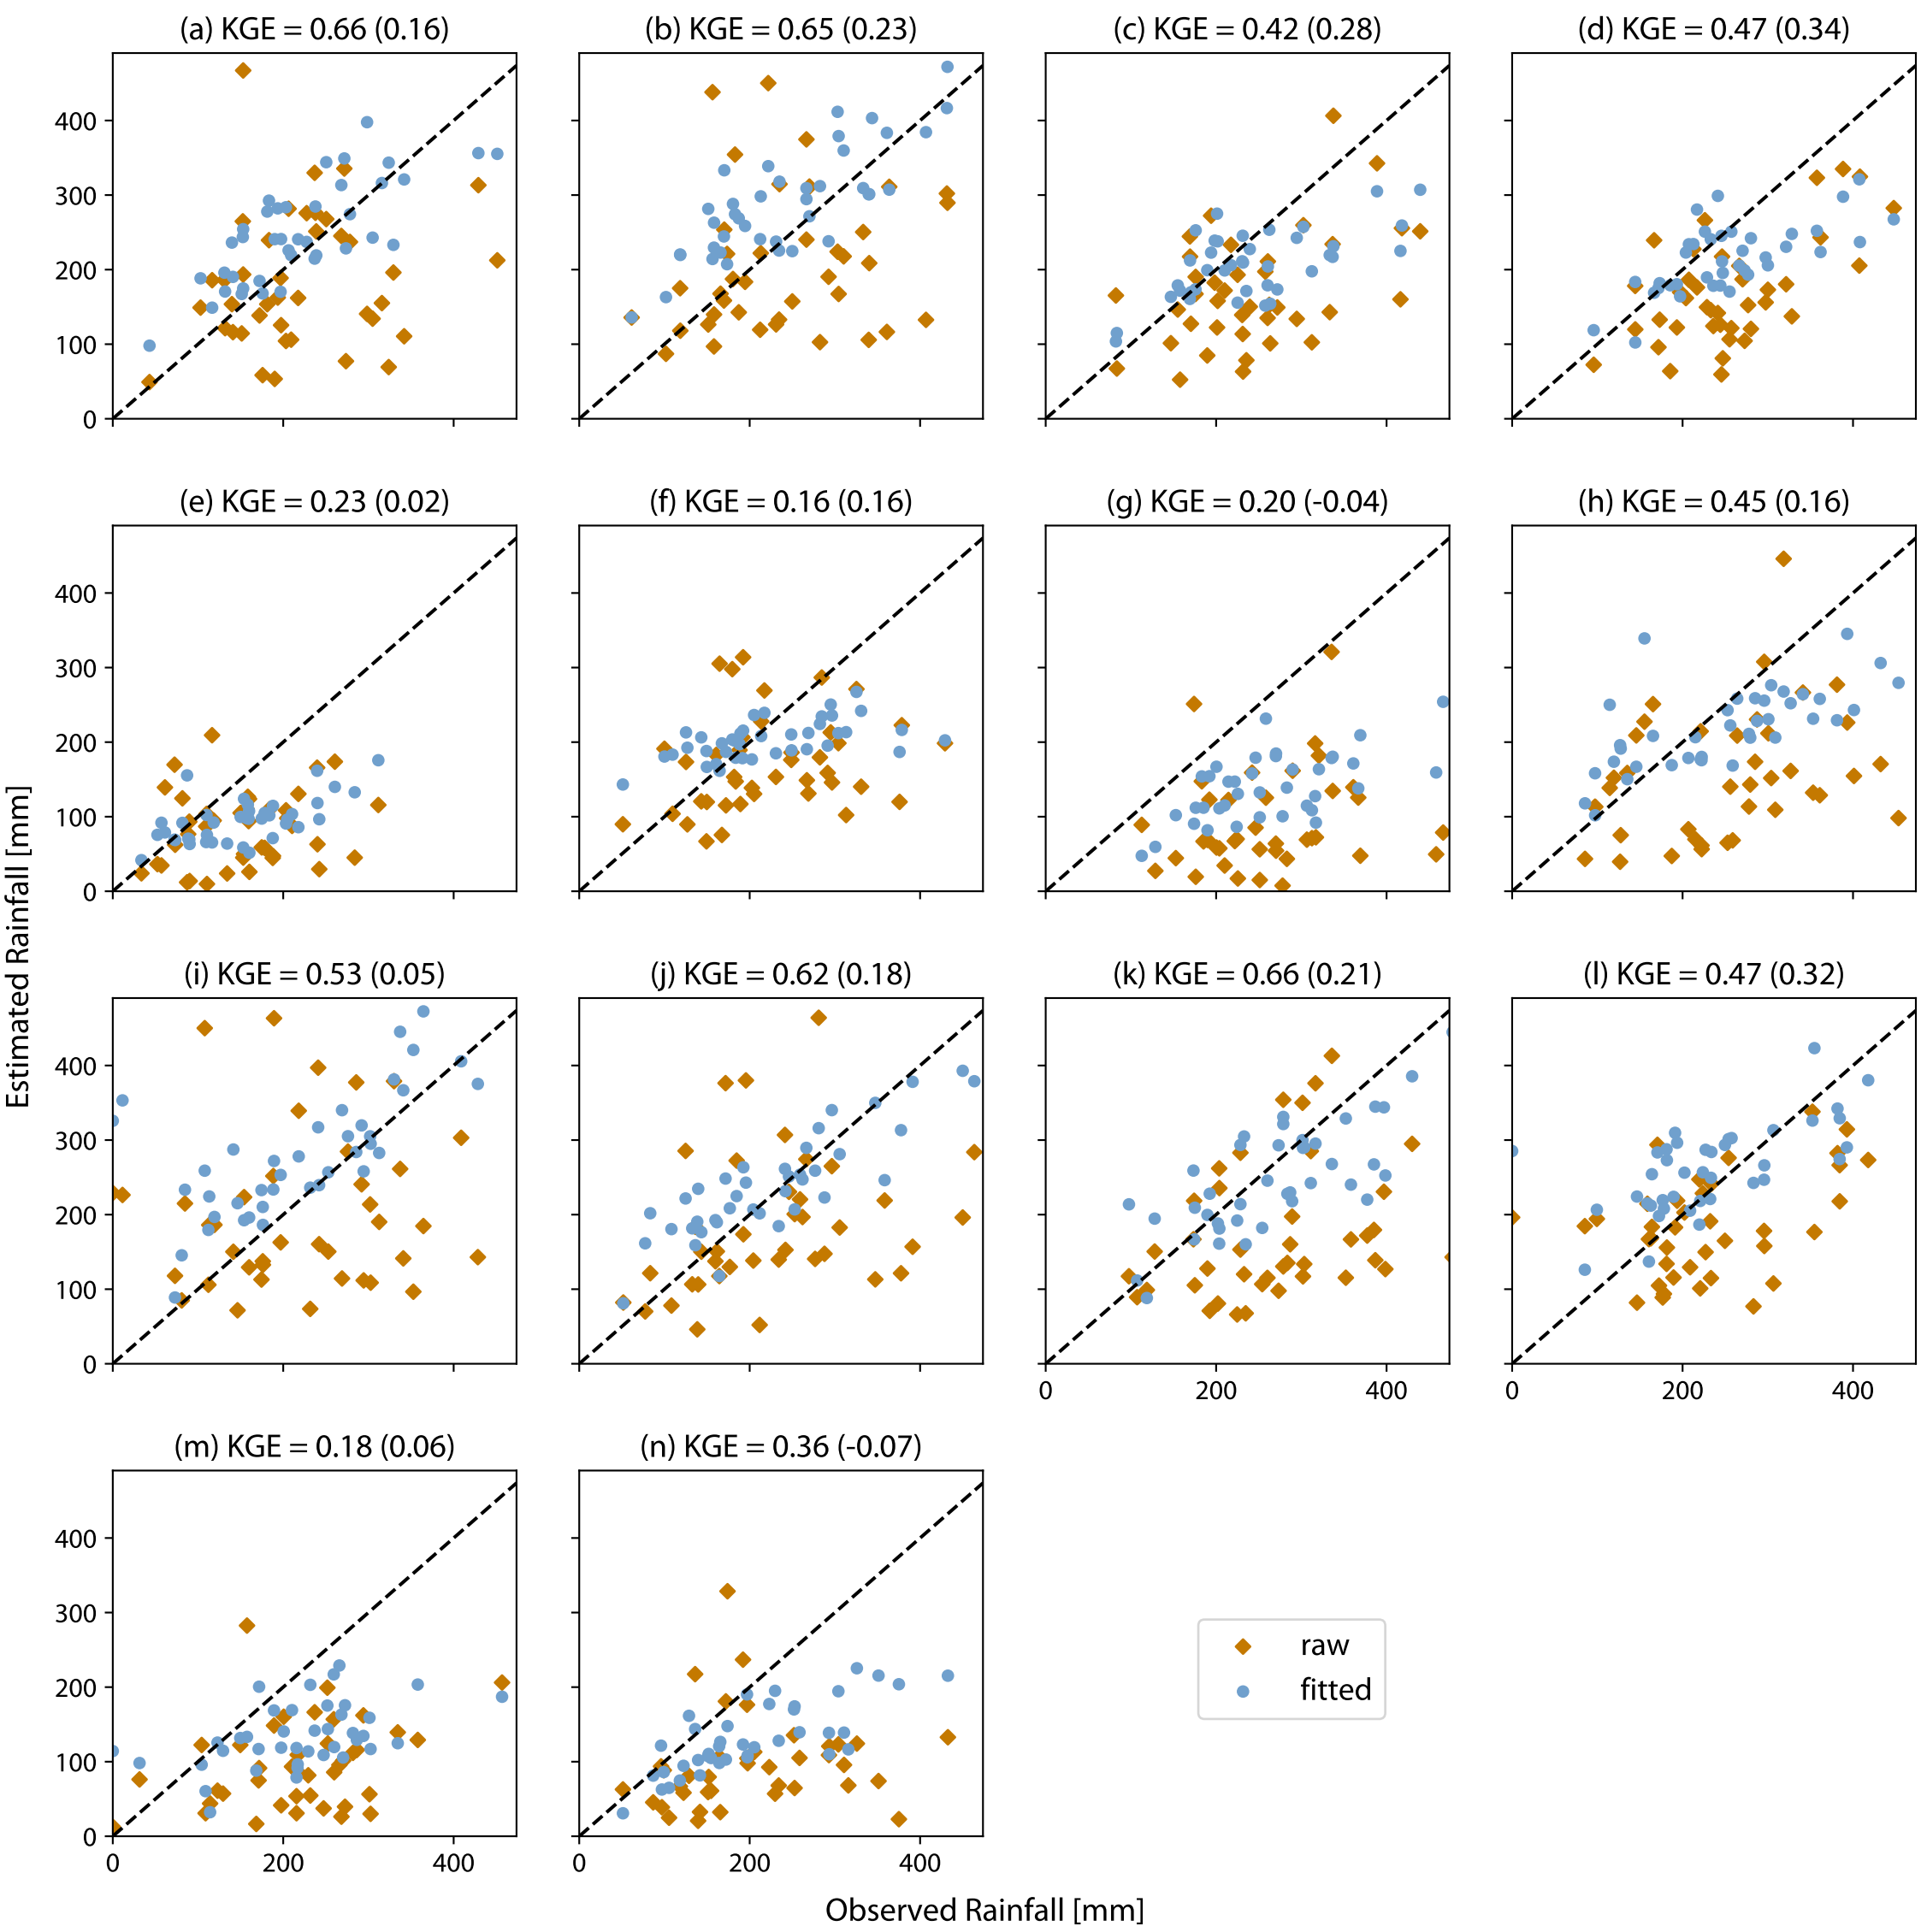 (a) KGE = 0.66 (0.16)
(b) KGE = 0.65 (0.23)
(c) KGE = 0.42 (0.28)
(d) KGE = 0.47 (0.34)
400
300
200
100
0
(e) KGE = 0.23 (0.02)
(f) KGE = 0.16 (0.16)
(g) KGE = 0.20 (-0.04)
(h) KGE = 0.45 (0.16)
400
300
200
100
0
Estimated Rainfall [mm]
(i) KGE = 0.53 (0.05)
(j) KGE = 0.62 (0.18)
(k) KGE = 0.66 (0.21)
(l) KGE = 0.47 (0.32)
400
300
200
100
0
0 200 400
0 200 400
(m) KGE = 0.18 (0.06)
(n) KGE = 0.36 (-0.07)
400
300
200
100
0
raw
fitted
0 200 400
0 200 400
Observed Rainfall [mm]